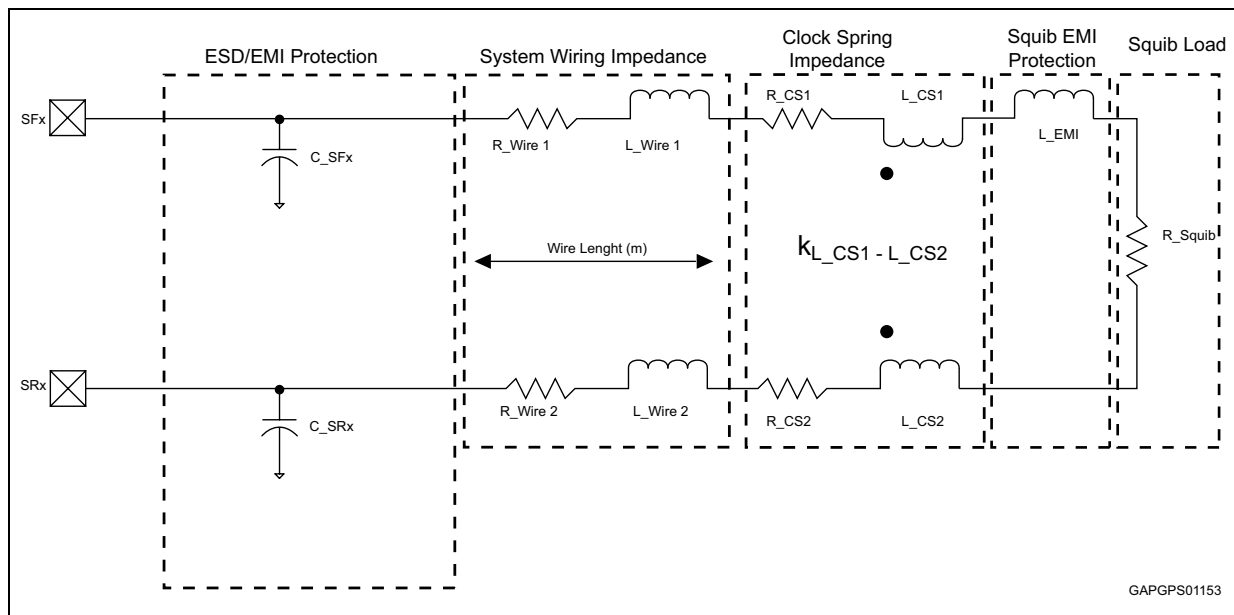 ESD/EMI Protection
System Wiring Impedance
Clock Spring
Impedance
Squib EMI
Protection
Squib Load
SFx
C_SFx
R_Wire 1
L_Wire 1
R_CS1
L_CS1
L_EMI
R_Squib
Wire Lenght (m)
kL_CS1 - L_CS2
SRx
C_SRx
R_Wire 2
L_Wire 2
R_CS2
L_CS2
GAPGPS01153